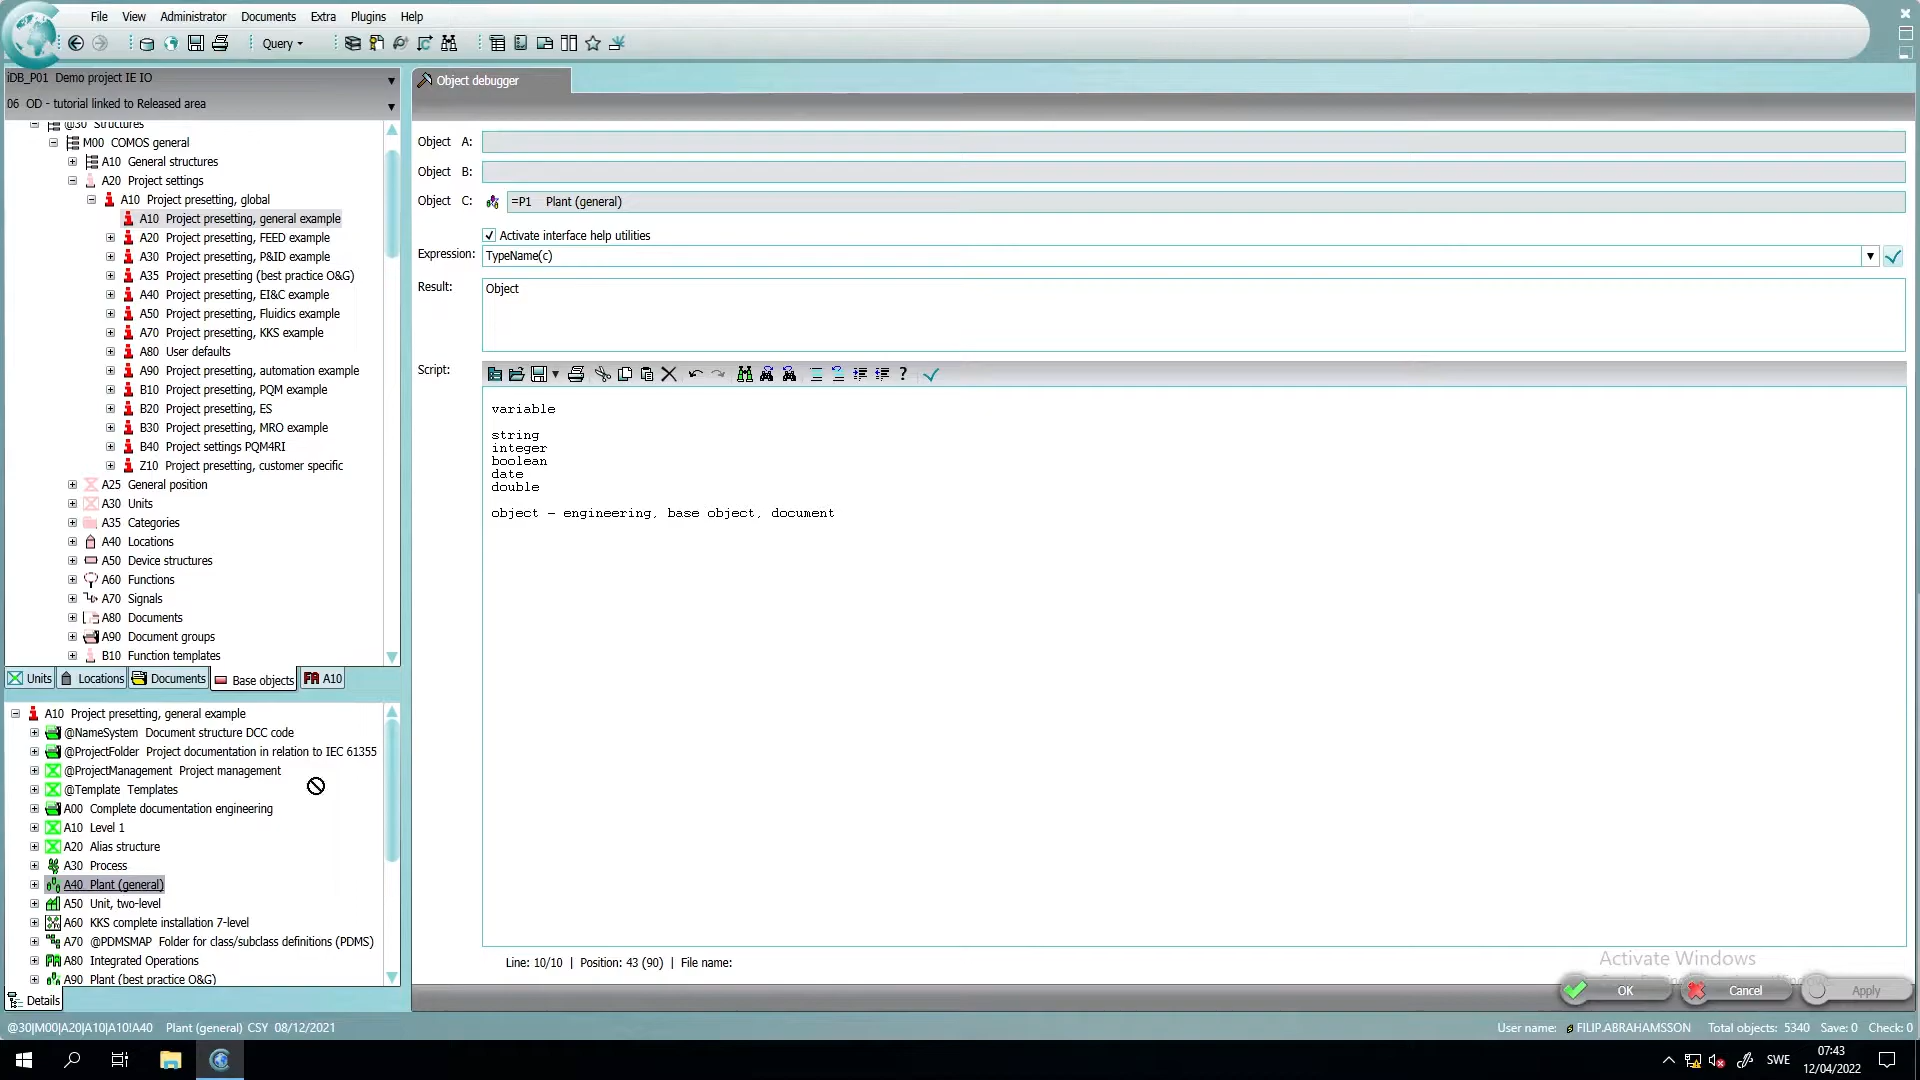 File View Administrator Documents Extra Plugins Help
Query
iDB_P01 Demo project IE IO
06 OD - tutorial linked to Released area
@30 Structures
M00 COMOS general
A10 General structures
A20 Project settings
A10 Project presetting, global
A10 Project presetting, general example
A20 Project presetting, FEED example
A30 Project presetting, P&ID example
A35 Project presetting (best practice O&G)
A40 Project presetting, EI&C example
A50 Project presetting, Fluidics example
A70 Project presetting, KKS example
A80 User defaults
A90 Project presetting, automation example
B10 Project presetting, PQM example
B20 Project presetting, ES
B30 Project presetting, MRO example
B40 Project settings PQM4RI
Z10 Project presetting, customer specific
A25 General position
A30 Units
A35 Categories
A40 Locations
A50 Device structures
A60 Functions
A70 Signals
A80 Documents
A90 Document groups
B10 Function templates
Units Locations Documents Base objects FA A10
A10 Project presetting, general example
@NameSystem Document structure DCC code
@ProjectFolder Project documentation in relation to IEC 61355
@ProjectManagement Project management
@Template Templates
A00 Complete documentation engineering
A10 Level 1
A20 Alias structure
A30 Process
A40 Plant (general)
A50 Unit, two-level
A60 KKS complete installation 7-level
A70 @PDMSMAP Folder for class/subclass definitions (PDMS)
A80 Integrated Operations
A90 Plant (best practice O&G)
Details
Object debugger
Object A:
Object B:
Object C: =P1 Plant (general)
Activate interface help utilities
Expression: TypeName(c)
Result: Object
Script:
variable
string
integer
boolean
date
double
object - engineering, base object, document
Line: 10/10 | Position: 43 (90) | File name:
Activate Windows
OK Cancel Apply
@30|M00|A20|A10|A10!A40 Plant (general) CSY 08/12/2021
User name: FILIP.ABRAHAMSSON Total objects: 5340 Save: 0 Check: 0
SWE
07:43
12/04/2022